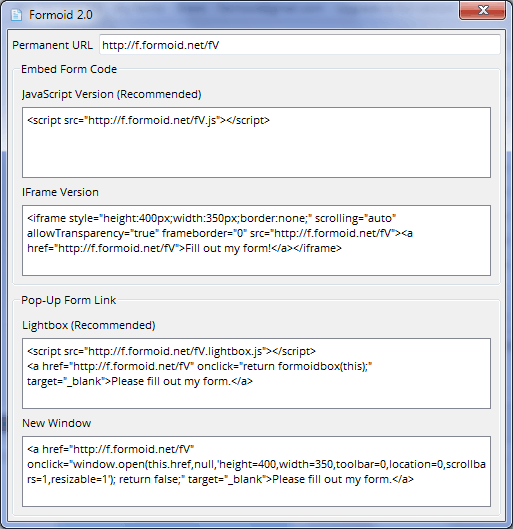 Formoid 2.0
Permanent URL http://f.formoid.net/fV
Embed Form Code
JavaScript Version (Recommended)
<script src="http://f.formoid.net/fV.js"></script>
IFrame Version
<iframe style="height:400px;width:350px;border:none;" scrolling="auto"
allowTransparency="true" frameborder="0" src="http://f.formoid.net/fV"><a
href="http://f.formoid.net/fV">Fill out my form!</a></iframe>
Pop-Up Form Link
Lightbox (Recommended)
<script src="http://f.formoid.net/fV.lightbox.js"></script>
<a href="http://f.formoid.net/fV" onclick="return formoidbox(this);"
target="_blank">Please fill out my form.</a>
New Window
<a href="http://f.formoid.net/fV"
onclick="window.open(this.href,null,'height=400,width=350,toolbar=0,location=0,scrollba
rs=1,resizable=1'); return false;" target="_blank">Please fill out my form.</a>